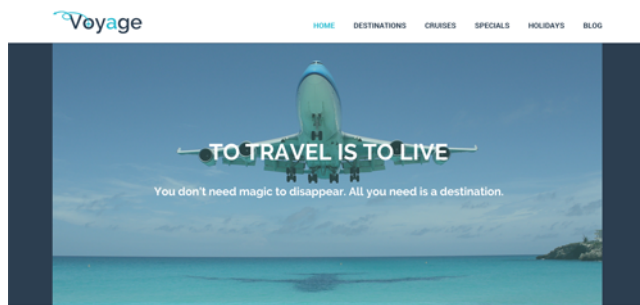 Voyage
HOME DESTINATIONS CRUISES SPECIALS HOLIDAYS BLOG
TO TRAVEL IS TO LIVE
You don't need magic to disappear. All you need is a destination.